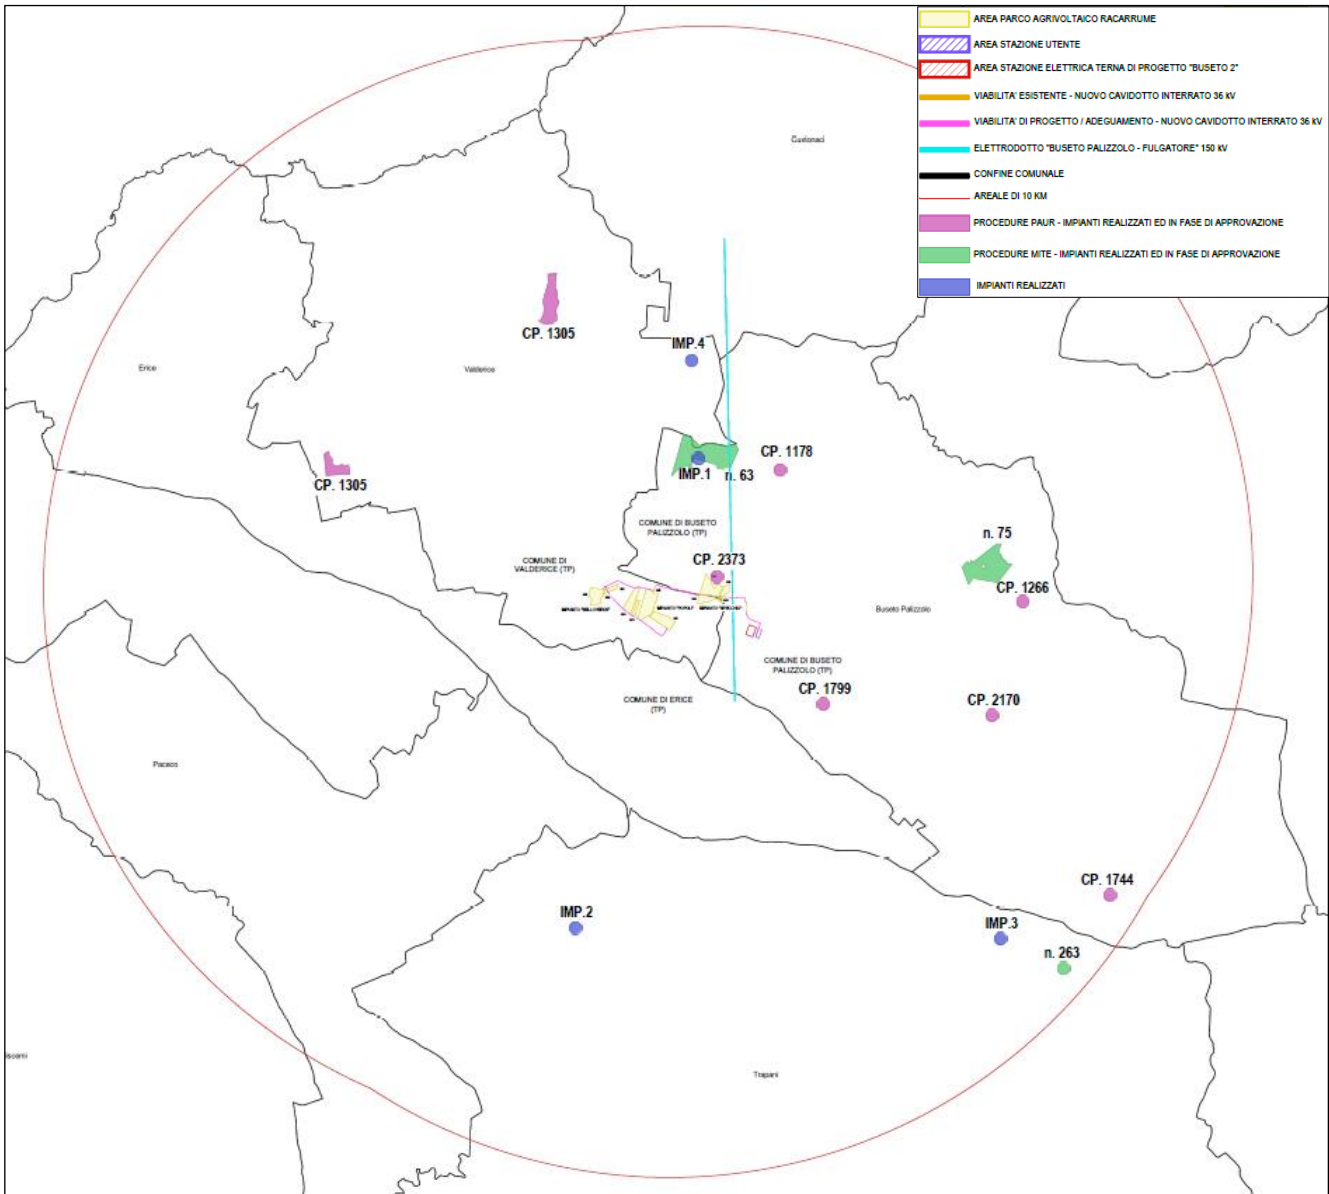 AREA PARCO AGRIVOLTAICO RACARRUME
AREA STAZIONE UTENTE
AREA STAZIONE ELETTRICA TERNA DI PROGETTO "BUSETO 2"
VIABILITA' ESISTENTE - NUOVO CAVIDOTTO INTERRATO 36 kV
VIABILITA' DI PROGETTO / ADEGUAMENTO - NUOVO CAVIDOTTO INTERRATO 36 kV
ELETTRODOTTO "BUSETO PALIZZOLO - FULGATORE" 150 kV
CONFINE COMUNALE
AREALE DI 10 KM
PROCEDURE PAUR - IMPIANTI REALIZZATI ED IN FASE DI APPROVAZIONE
PROCEDURE MITE - IMPIANTI REALIZZATI ED IN FASE DI APPROVAZIONE
IMPIANTI REALIZZATI
Custonaci
CP. 1305
IMP.4
Erice
Valderice
CP. 1178
IMP.1
n. 63
CP. 1305
COMUNE DI BUSETO
PALIZZOLO (TP)
n. 75
COMUNE DI
VALDERICE (TP)
CP. 2373
CP. 1266
Buseto Palizzolo
COMUNE DI BUSETO
PALIZZOLO (TP)
CP. 1799
COMUNE DI ERICE
(TP)
CP. 2170
Paceco
CP. 1744
IMP.2
IMP.3
n. 263
Trapani